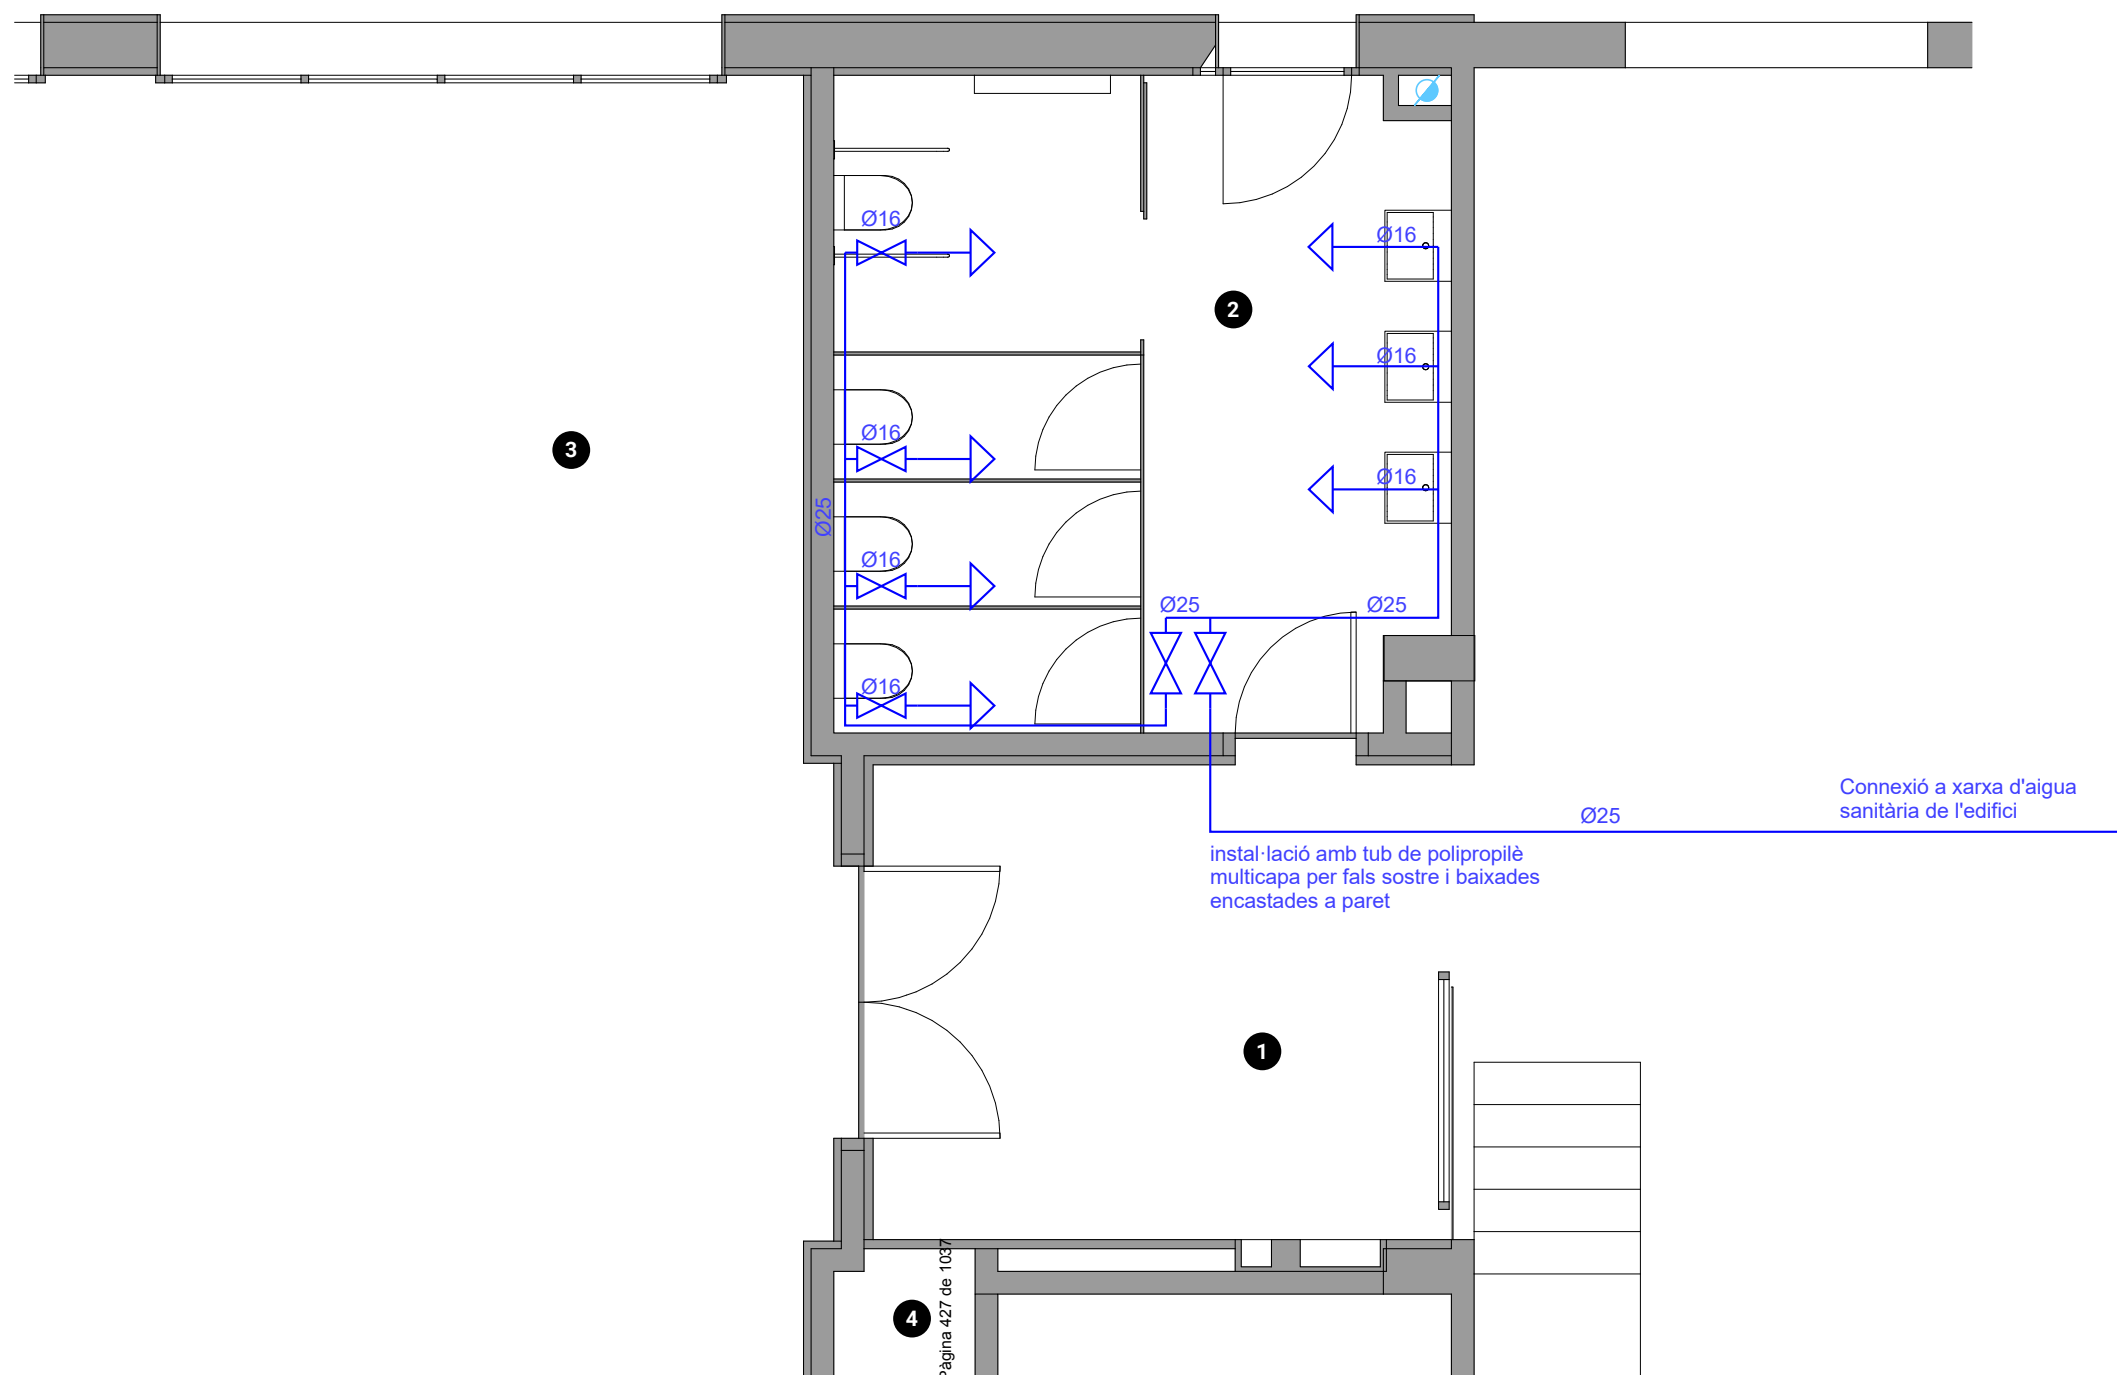 Ø16
Ø16
2
Ø16
Ø16
3
Ø16
Ø25
Ø16
Ø25
Ø25
Ø16
Connexió a xarxa d'aigua
sanitària de l'edifici
Ø25
instal·lació amb tub de polipropilè
multicapa per fals sostre i baixades
encastades a paret
1
4
Pàgina 427 de 1037